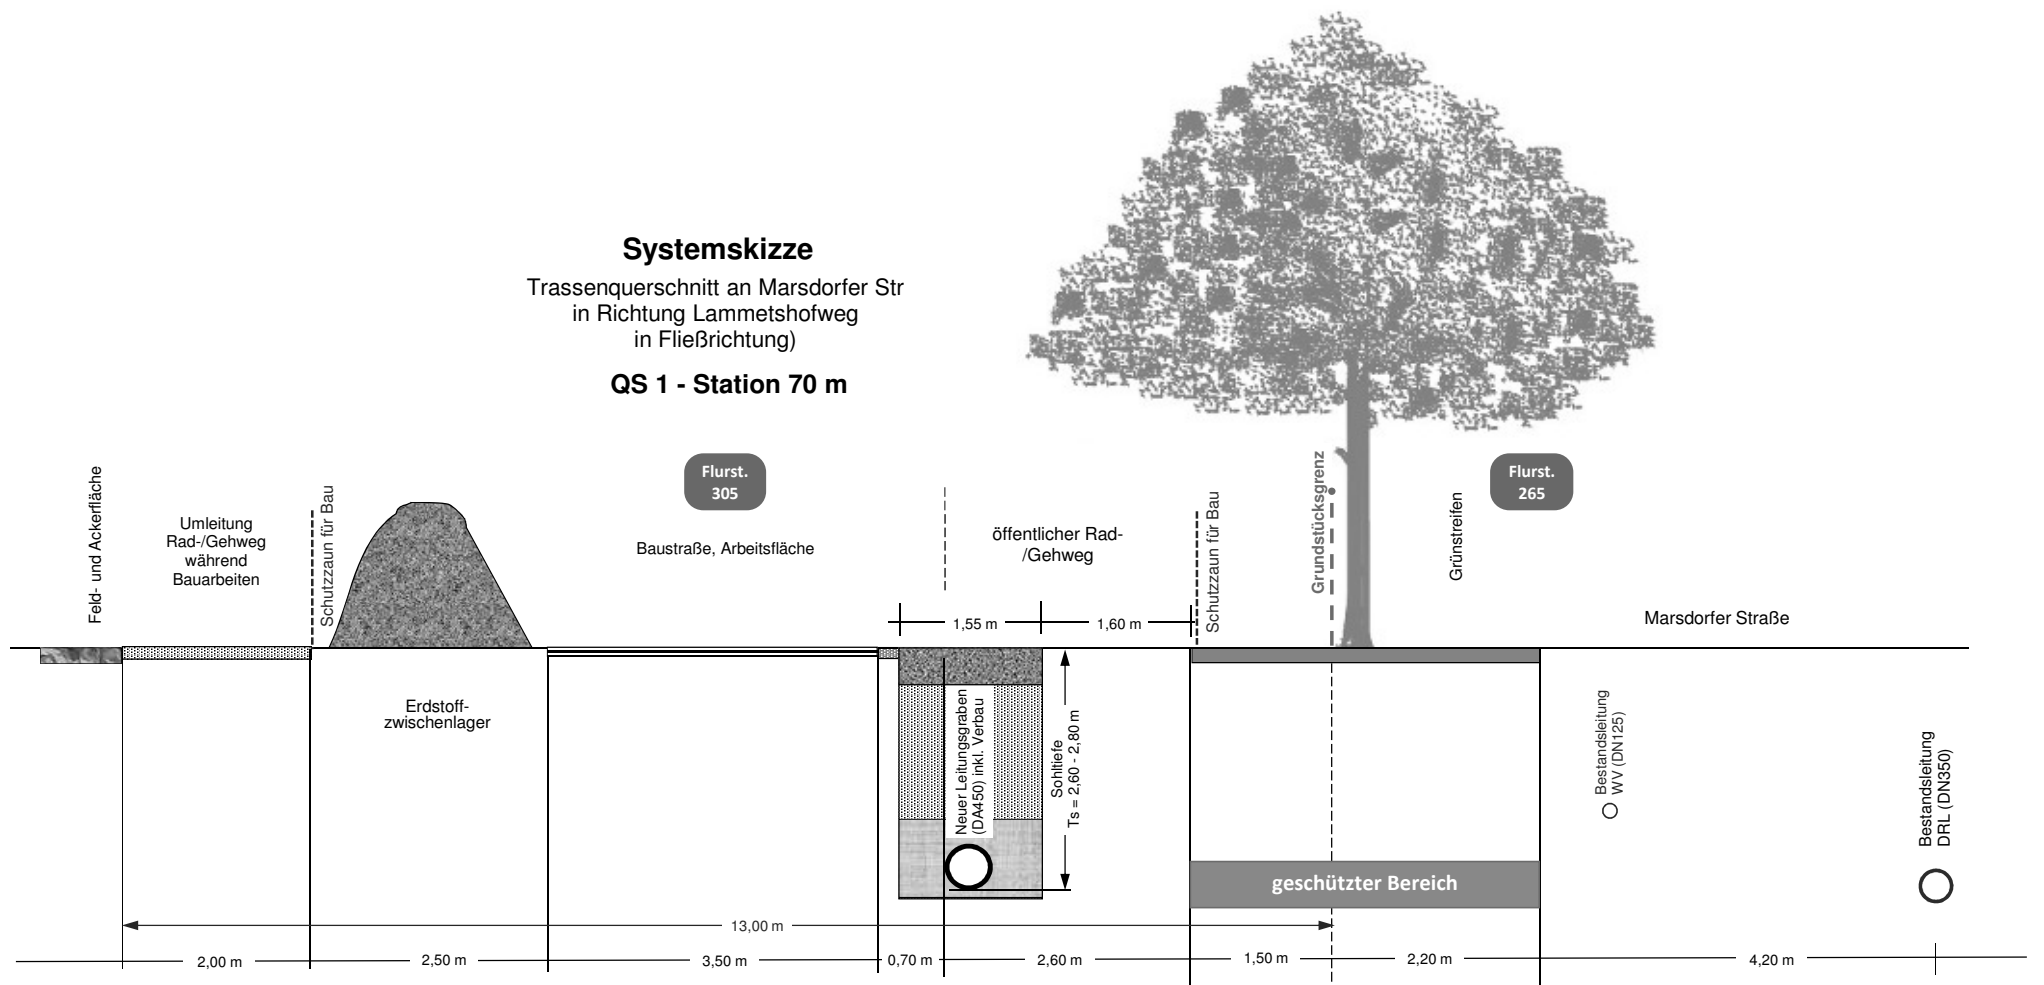 Systemskizze
Trassenquerschnitt an Marsdorfer Str
in Richtung Lammetshofweg
in Fließrichtung)
QS 1 - Station 70 m
Feld- und Ackerfläche
Umleitung
Rad-/Gehweg
während
Bauarbeiten
Schutzzaun für Bau
Flurst.
305
Baustraße, Arbeitsfläche
öffentlicher Rad-
/Gehweg
Schutzzaun für Bau
Grundstücksgrenz
Grünstreifen
Flurst.
265
Marsdorfer Straße
1,55 m
1,60 m
Erdstoff-
zwischenlager
Neuer Leitungsgraben
(DA450) inkl. Verbau
Sohltiefe
Ts = 2,60 - 2,80 m
Bestandsleitung
WV (DN125)
Bestandsleitung
DRL (DN350)
geschützter Bereich
13,00 m
2,00 m
2,50 m
3,50 m
0,70 m
2,60 m
1,50 m
2,20 m
4,20 m